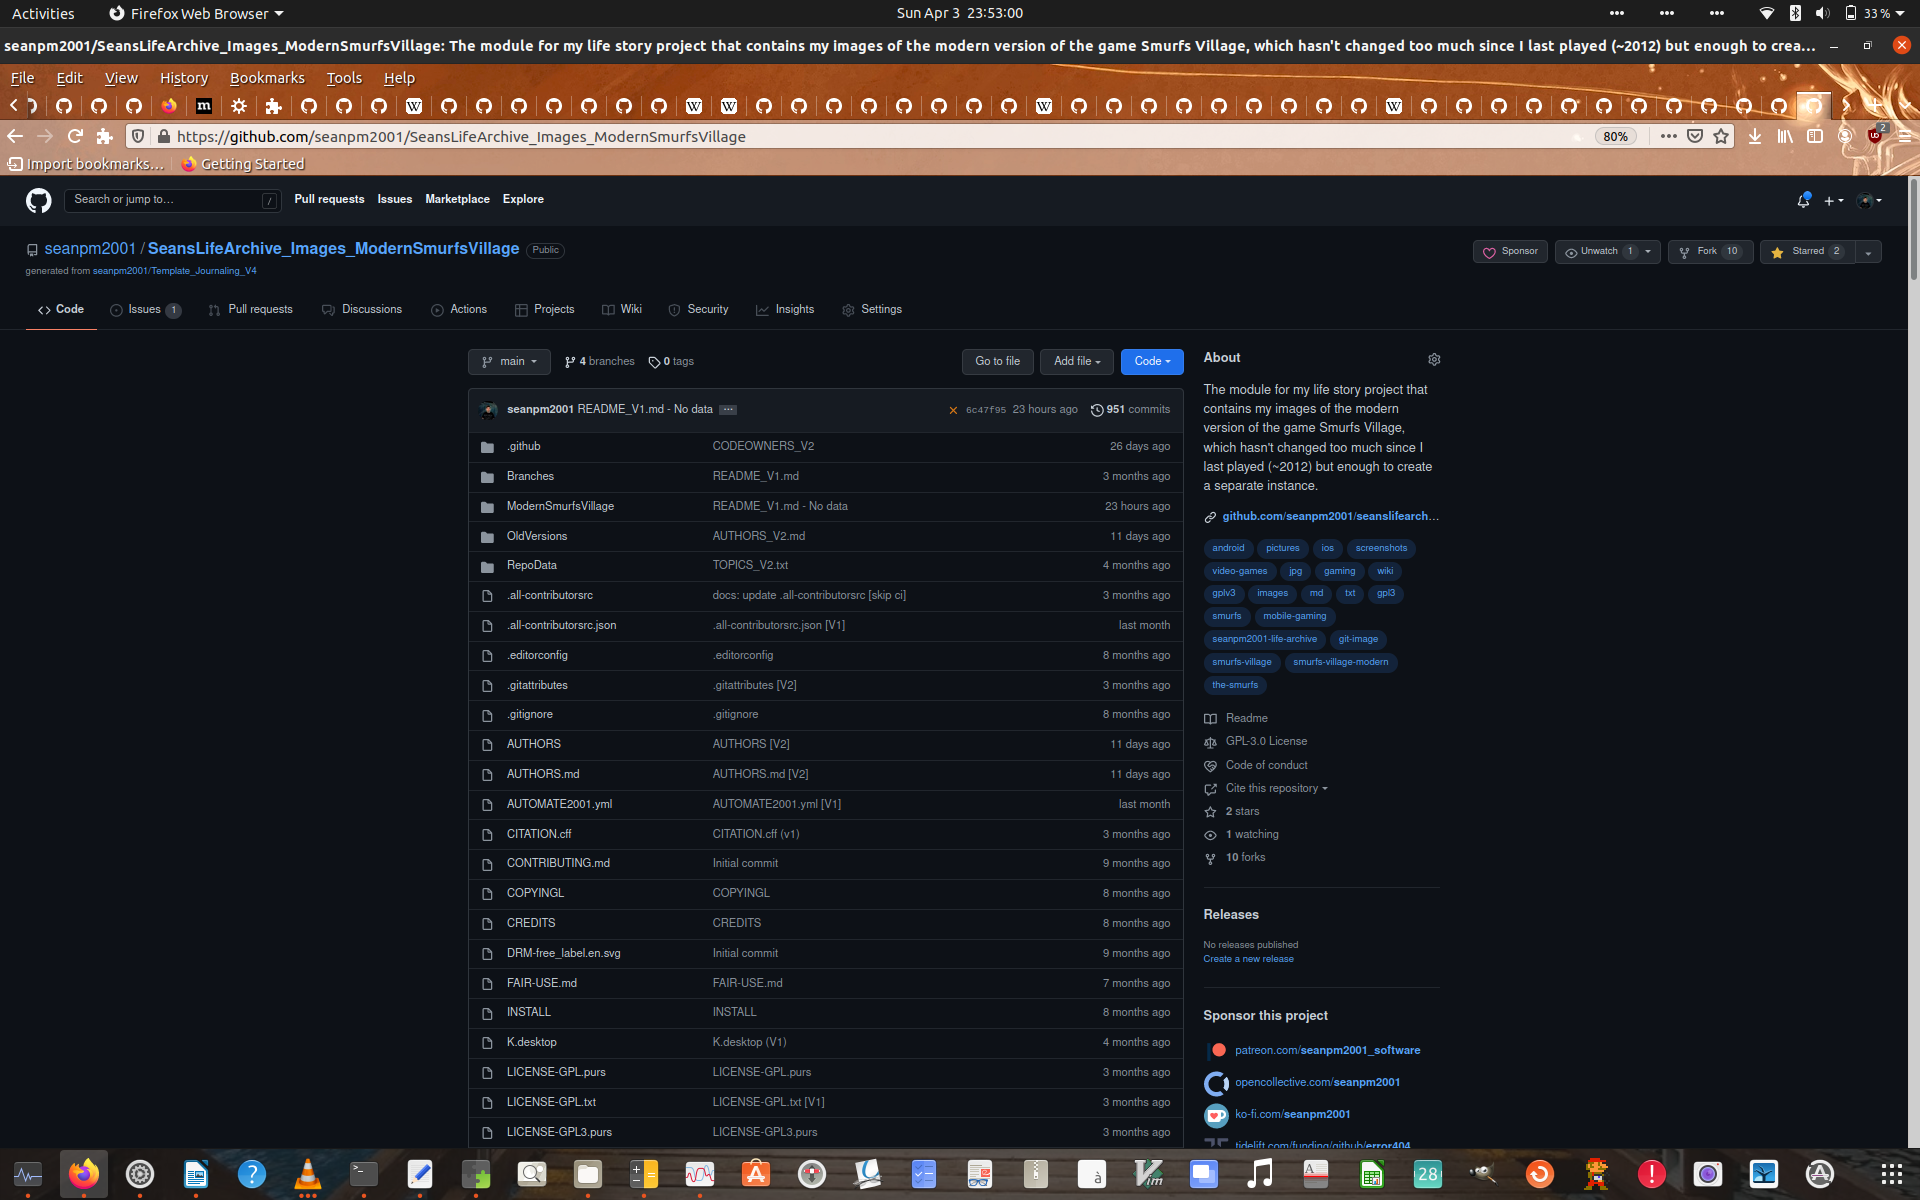 Activities
Firefox Web Browser
Sun Apr 3 23:53:00
33 %
seanpm2001/SeansLifeArchive_Images_ModernSmurfsVillage: The module for my life story project that contains my images of the modern version of the game Smurfs Village, which hasn't changed too much since I last played (~2012) but enough to crea…
File Edit View History Bookmarks Tools Help
https://github.com/seanpm2001/SeansLifeArchive_Images_ModernSmurfsVillage
80%
2
Import bookmarks…
Getting Started
Search or jump to…
/
Pull requests Issues Marketplace Explore
seanpm2001 / SeansLifeArchive_Images_ModernSmurfsVillage Public
generated from seanpm2001/Template_Journaling_V4
Sponsor
Unwatch 1
Fork 10
Starred 2
Code
Issues 1
Pull requests
Discussions
Actions
Projects
Wiki
Security
Insights
Settings
main
4 branches
0 tags
Go to file
Add file
Code
seanpm2001 README_V1.md - No data
6c47f95 23 hours ago
951 commits
.github CODEOWNERS_V2 26 days ago
Branches README_V1.md 3 months ago
ModernSmurfsVillage README_V1.md - No data 23 hours ago
OldVersions AUTHORS_V2.md 11 days ago
RepoData TOPICS_V2.txt 4 months ago
.all-contributorsrc docs: update .all-contributorsrc [skip ci] 3 months ago
.all-contributorsrc.json .all-contributorsrc.json [V1] last month
.editorconfig .editorconfig 8 months ago
.gitattributes .gitattributes [V2] 3 months ago
.gitignore .gitignore 8 months ago
AUTHORS AUTHORS [V2] 11 days ago
AUTHORS.md AUTHORS.md [V2] 11 days ago
AUTOMATE2001.yml AUTOMATE2001.yml [V1] last month
CITATION.cff CITATION.cff (v1) 3 months ago
CONTRIBUTING.md Initial commit 9 months ago
COPYINGL COPYINGL 8 months ago
CREDITS CREDITS 8 months ago
DRM-free_label.en.svg Initial commit 9 months ago
FAIR-USE.md FAIR-USE.md 7 months ago
INSTALL INSTALL 8 months ago
K.desktop K.desktop (V1) 4 months ago
LICENSE-GPL.purs LICENSE-GPL.purs 3 months ago
LICENSE-GPL.txt LICENSE-GPL.txt [V1] 3 months ago
LICENSE-GPL3.purs LICENSE-GPL3.purs 3 months ago
About
The module for my life story project that
contains my images of the modern
version of the game Smurfs Village,
which hasn't changed too much since I
last played (~2012) but enough to create
a separate instance.
github.com/seanpm2001/seanslifearch…
android pictures ios screenshots
video-games jpg gaming wiki
gplv3 images md txt gpl3
smurfs mobile-gaming
seanpm2001-life-archive git-image
smurfs-village smurfs-village-modern
the-smurfs
Readme
GPL-3.0 License
Code of conduct
Cite this repository
2 stars
1 watching
10 forks
Releases
No releases published
Create a new release
Sponsor this project
patreon.com/seanpm2001_software
opencollective.com/seanpm2001
ko-fi.com/seanpm2001
tidelift.com/funding/github/error404
28